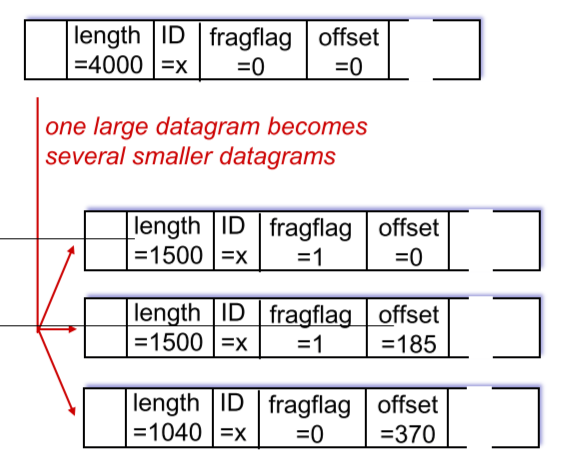 length ID fragflag offset
=4000 =x =0 =0
one large datagram becomes
several smaller datagrams
length ID fragflag offset
=1500 =x =1 =0
length ID fragflag offset
=1500 =x =1 =185
length ID fragflag offset
=1040 =x =0 =370